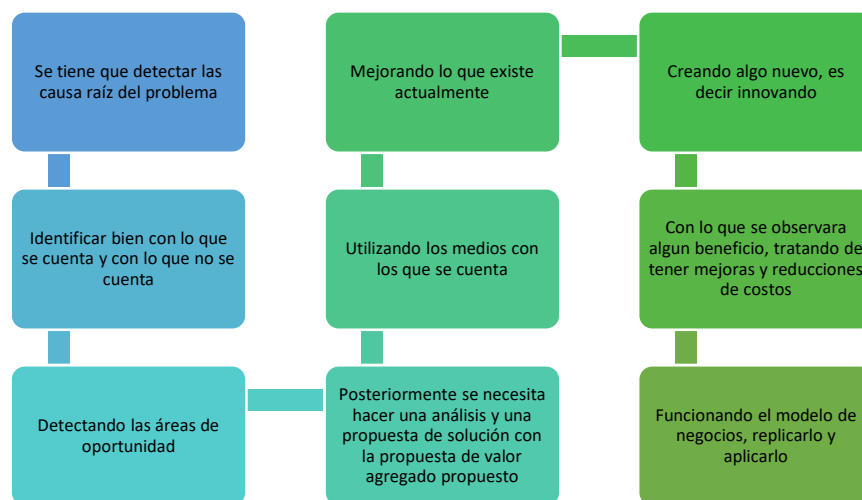 Se tiene que detectar las
causa raíz del problema
Identificar bien con lo que
se cuenta y con lo que no se
cuenta
Detectando las áreas de
oportunidad
Posteriormente se necesita
hacer una análisis y una
propuesta de solución con
la propuesta de valor
agregado propuesto
Utilizando los medios con
los que se cuenta
Mejorando lo que existe
actualmente
Creando algo nuevo, es
decir innovando
Con lo que se observara
algun beneficio, tratando de
tener mejoras y reducciones
de costos
Funcionando el modelo de
negocios, replicarlo y
aplicarlo